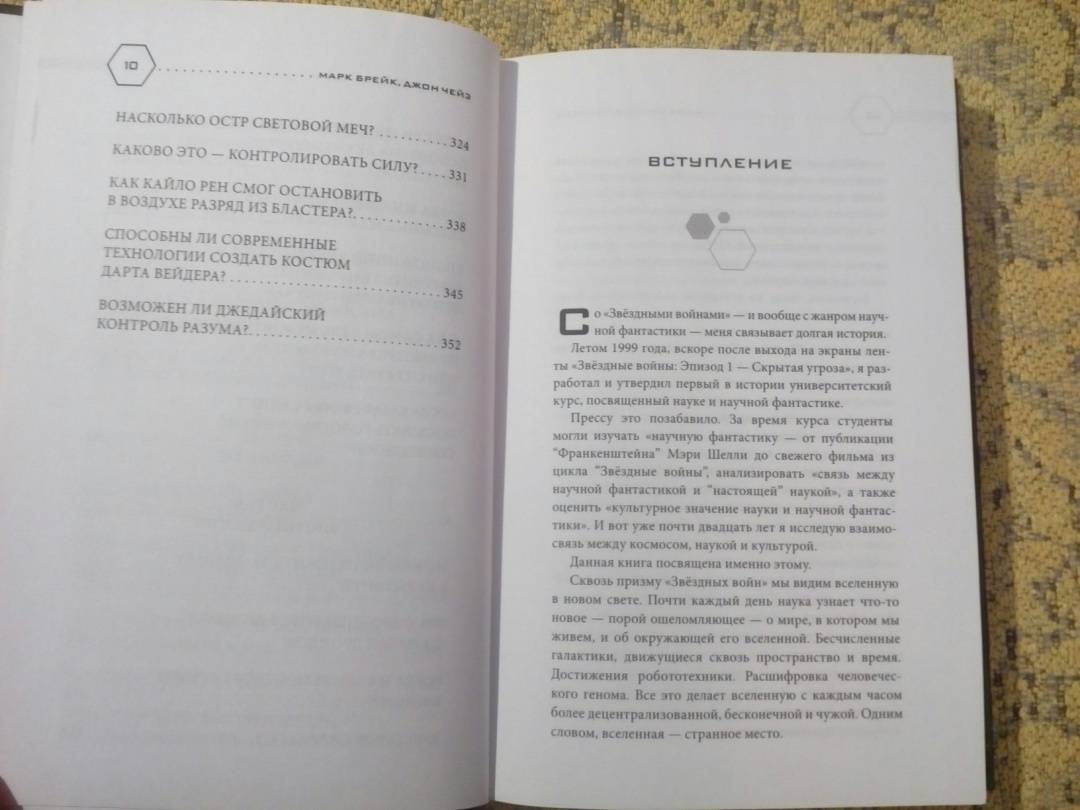 10 . . . . . . . . . . . . . . . . . . . . МАРК БРЕЙК, ДЖОН ЧЕЙЗ
НАСКОЛЬКО ОСТР СВЕТОВОЙ МЕЧ? . . . . . . . . . . 324
КАКОВО ЭТО — КОНТРОЛИРОВАТЬ СИЛУ? . . . . 331
КАК КАЙЛО РЕН СМОГ ОСТАНОВИТЬ
В ВОЗДУХЕ РАЗРЯД ИЗ БЛАСТЕРА?. . . . . . . . . . . . . 338
СПОСОБНЫ ЛИ СОВРЕМЕННЫЕ
ТЕХНОЛОГИИ СОЗДАТЬ КОСТЮМ
ДАРТА ВЕЙДЕРА? . . . . . . . . . . . . . . . . . . . . . . . . . . . . 345
ВОЗМОЖЕН ЛИ ДЖЕДАЙСКИЙ
КОНТРОЛЬ РАЗУМА?. . . . . . . . . . . . . . . . . . . . . . . . . 352
ВСТУПЛЕНИЕ
Со «Звёздными войнами» — и вообще с жанром науч-
ной фантастики — меня связывает долгая история.
Летом 1999 года, вскоре после выхода на экраны лен-
ты «Звёздные войны: Эпизод 1 — Скрытая угроза», я раз-
работал и утвердил первый в истории университетский
курс, посвященный науке и научной фантастике.
Прессу это позабавило. За время курса студенты
могли изучать «научную фантастику — от публикации
“Франкенштейна” Мэри Шелли до свежего фильма из
цикла “Звёздные войны”, анализировать «связь между
научной фантастикой и “настоящей” наукой», а также
оценить «культурное значение науки и научной фантас-
тики». И вот уже почти двадцать лет я исследую взаимо-
связь между космосом, наукой и культурой.
Данная книга посвящена именно этому.
Сквозь призму «Звёздных войн» мы видим вселенную
в новом свете. Почти каждый день наука узнает что-то
новое — порой ошеломляющее — о мире, в котором мы
живем, и об окружающей его вселенной. Бесчисленные
галактики, движущиеся сквозь пространство и время.
Достижения робототехники. Расшифровка человечес-
кого генома. Все это делает вселенную с каждым часом
более децентрализованной, бесконечной и чужой. Одним
словом, вселенная — странное место.